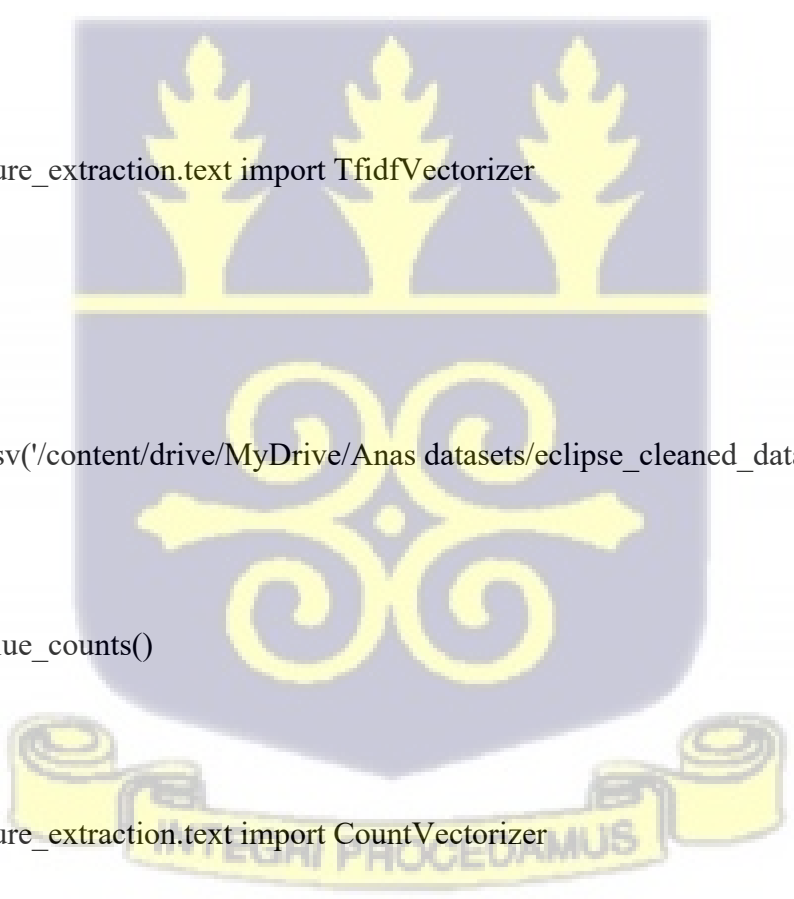 ure_extraction.text import TfidfVectorizer
sv('/content/drive/MyDrive/Anas datasets/eclipse_cleaned_data
ue_counts()
ure_extraction.text import CountVectorizer
INTEGRI PROCEDAMUS